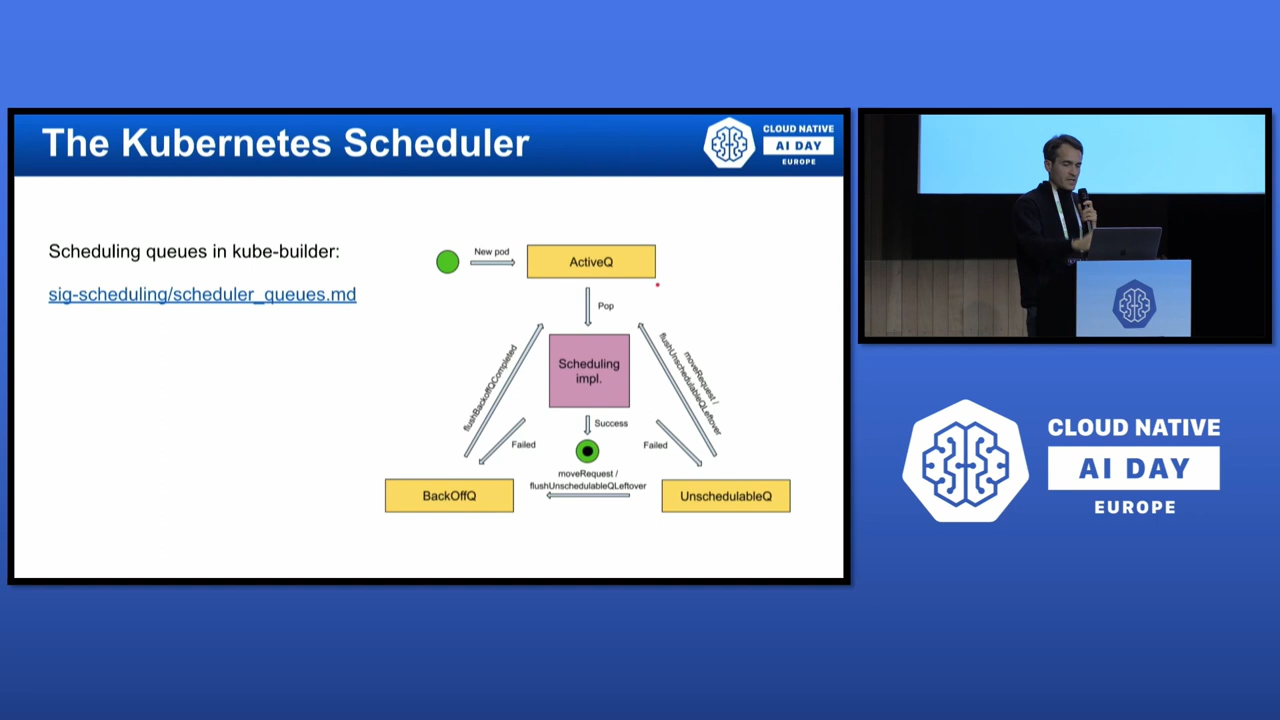 The Kubernetes Scheduler
CLOUD NATIVE
AI DAY
EUROPE
Scheduling queues in kube-builder:
sig-scheduling/scheduler_queues.md
New pod
ActiveQ
Pop
flushBackoffQCompleted
Scheduling
impl.
moveRequest /
flushUnschedulableQLeftover
Failed
Success
Failed
moveRequest /
flushUnschedulableQLeftover
BackOffQ
UnschedulableQ
CLOUD NATIVE
AI DAY
EUROPE